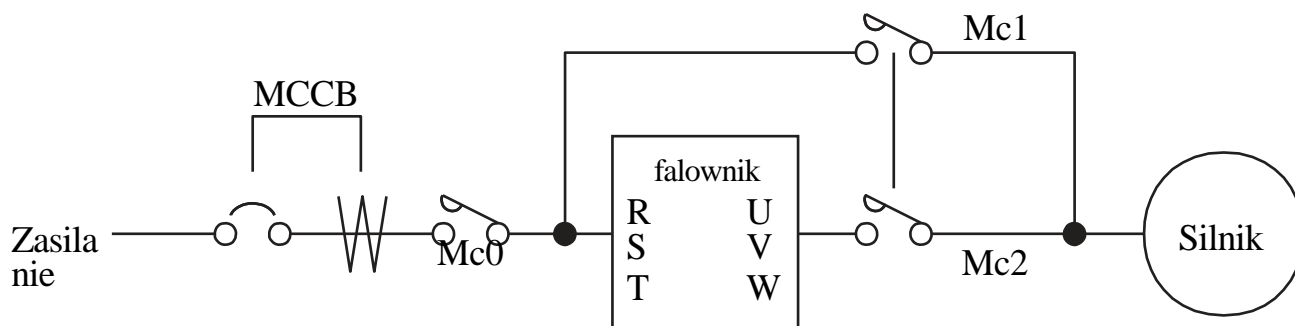 Mc1
MCCB
falownik
R U
S V
T W
Zasila
nie
Mc0
Mc2
Silnik